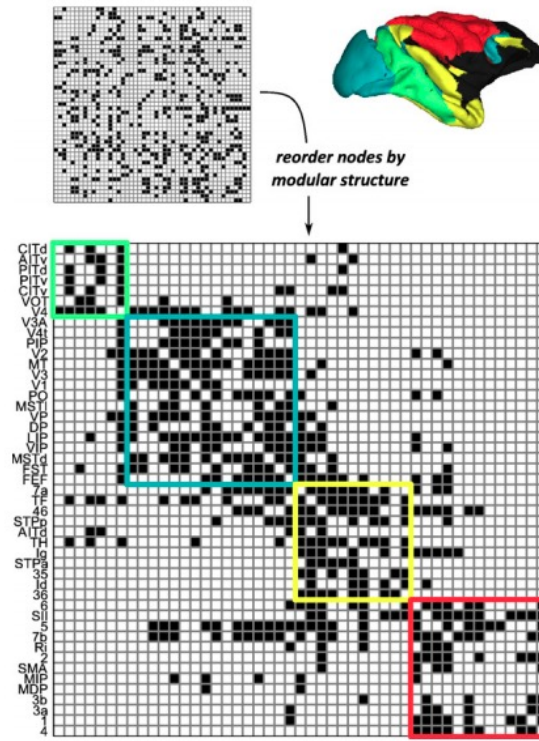 reorder nodes by
modular structure
CITd
AITv
PITd
PITv
CITv
VOT
V4
V3A
V4t
PIP
V2
MT
V3
V1
PO
MSTl
VP
DP
LIP
VIP
MSTd
FST
FEF
7a
TF
46
STPp
AITd
TH
Ig
STPa
35
Id
36
6
SII
5
7b
Ri
2
SMA
MIP
MDP
3b
3a
1
4